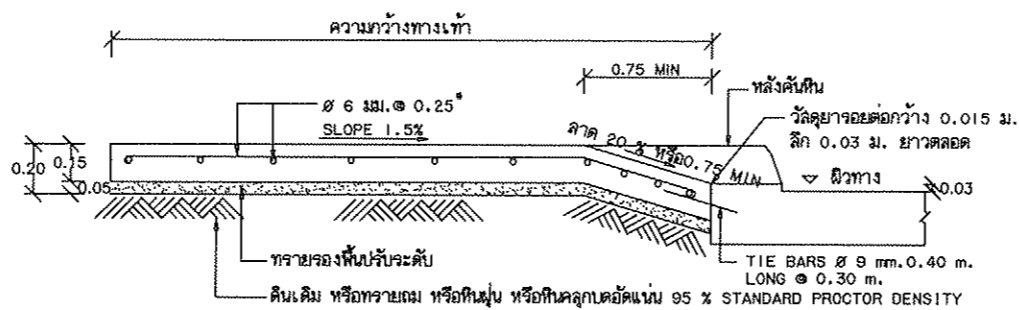 ความกว้างทางเท้า
0.75 MIN
หลังคันหิน
Ø 6 มม.@ 0.25#
SLOPE 1.5%
ลาด 20 % หรือ0.75 MIN
วัสดุยารอยต่อกว้าง 0.015 ม.
ลึก 0.03 ม. ยาวตลอด
0.20
0.15
0.05
ผิวทาง
0.03
ทรายรองพื้นปรับระดับ
TIE BARS Ø 9 mm.0.40 m.
LONG @ 0.30 m.
ดินเดิม หรือทรายถม หรือหินฝุ่น หรือหินคลุกบดอัดแน่น 95 % STANDARD PROCTOR DENSITY